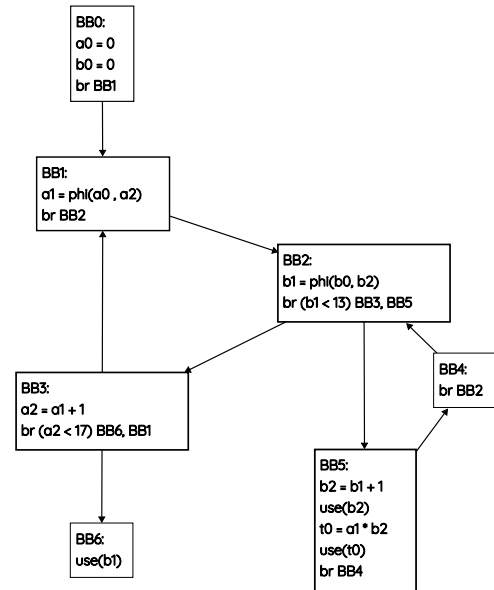 BB0:
a0 = 0
b0 = 0
br BB1
BB1:
a1 = phi(a0 , a2)
br BB2
BB2:
b1 = phi(b0, b2)
br (b1 < 13) BB3, BB5
BB3:
a2 = a1 + 1
br (a2 < 17) BB6, BB1
BB4:
br BB2
BB5:
b2 = b1 + 1
use(b2)
t0 = a1 * b2
use(t0)
br BB4
BB6:
use(b1)